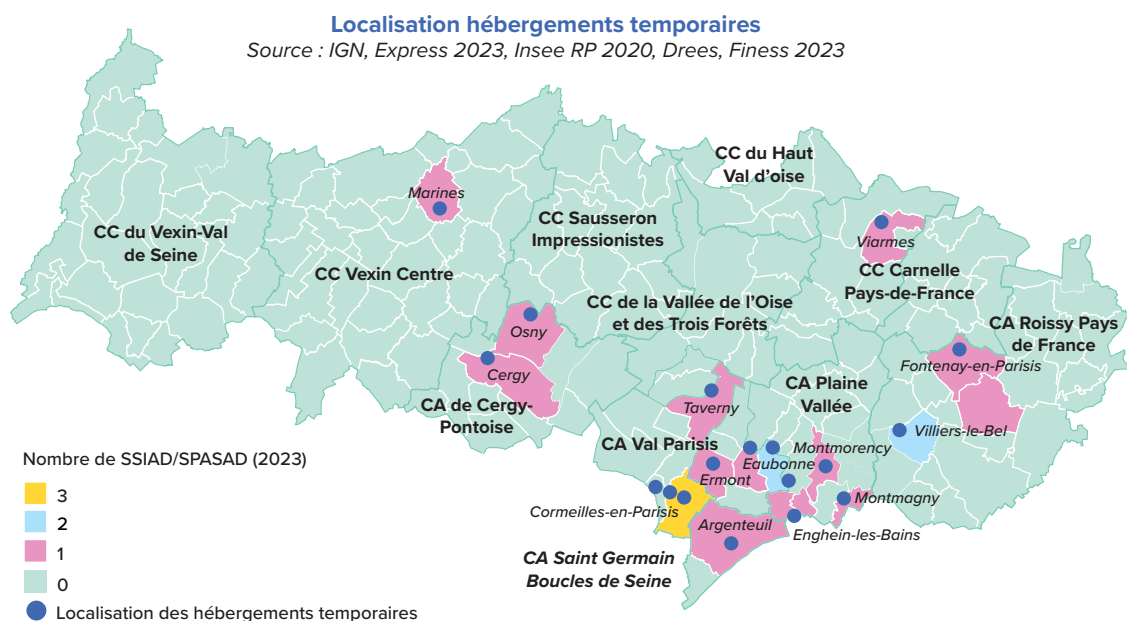 Localisation hébergements temporaires
Source : IGN, Express 2023, Insee RP 2020, Drees, Finess 2023
CC du Haut
Val d’oise
Marines
CC Sausseron
Impressionistes
Viarmes
CC du Vexin-Val
de Seine
CC Vexin Centre
CC Carnelle
Pays-de-France
CC de la Vallée de l’Oise
et des Trois Forêts
Osny
CA Roissy Pays
de France
Fontenay-en-Parisis
Cergy
CA Plaine
Vallée
CA de Cergy-
Pontoise
Taverny
Villiers-le-Bel
CA Val Parisis
Montmorency
Eaubonne
Ermont
Montmagny
Cormeilles-en-Parisis
Argenteuil
Enghein-les-Bains
CA Saint Germain
Boucles de Seine
Nombre de SSIAD/SPASAD (2023)
3
2
1
0
Localisation des hébergements temporaires